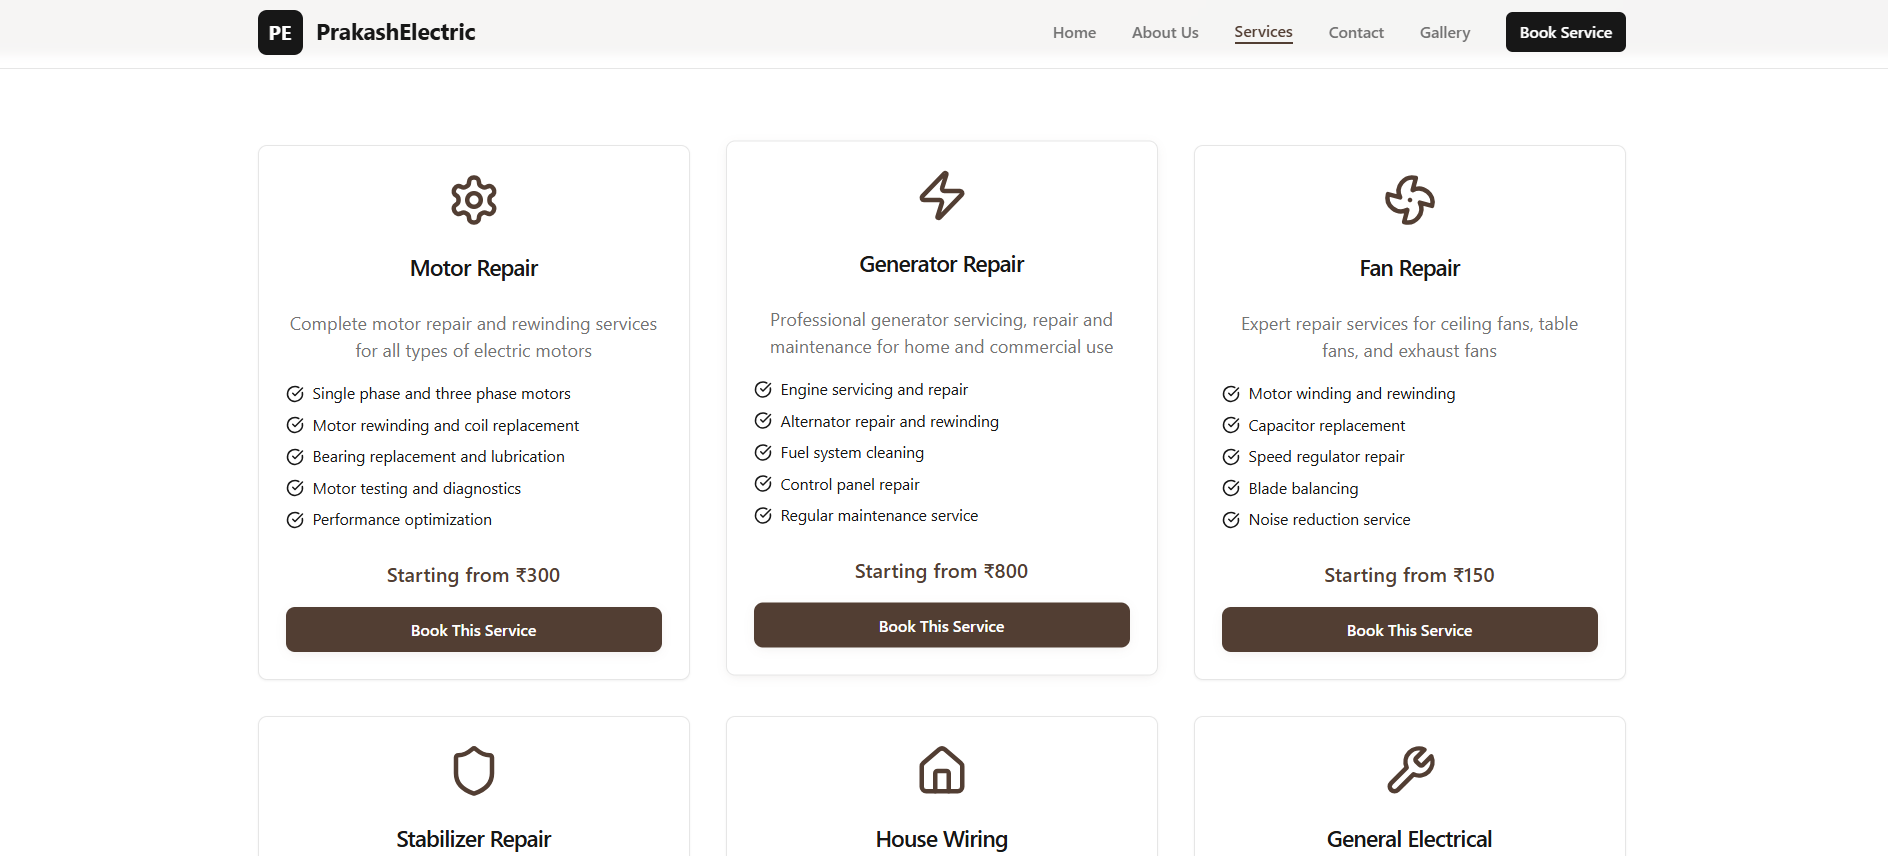 PE PrakashElectric
Home About Us Services Contact Gallery Book Service
Motor Repair
Complete motor repair and rewinding services
for all types of electric motors
Single phase and three phase motors
Motor rewinding and coil replacement
Bearing replacement and lubrication
Motor testing and diagnostics
Performance optimization
Starting from ₹300
Book This Service
Generator Repair
Professional generator servicing, repair and
maintenance for home and commercial use
Engine servicing and repair
Alternator repair and rewinding
Fuel system cleaning
Control panel repair
Regular maintenance service
Starting from ₹800
Book This Service
Fan Repair
Expert repair services for ceiling fans, table
fans, and exhaust fans
Motor winding and rewinding
Capacitor replacement
Speed regulator repair
Blade balancing
Noise reduction service
Starting from ₹150
Book This Service
Stabilizer Repair
House Wiring
General Electrical